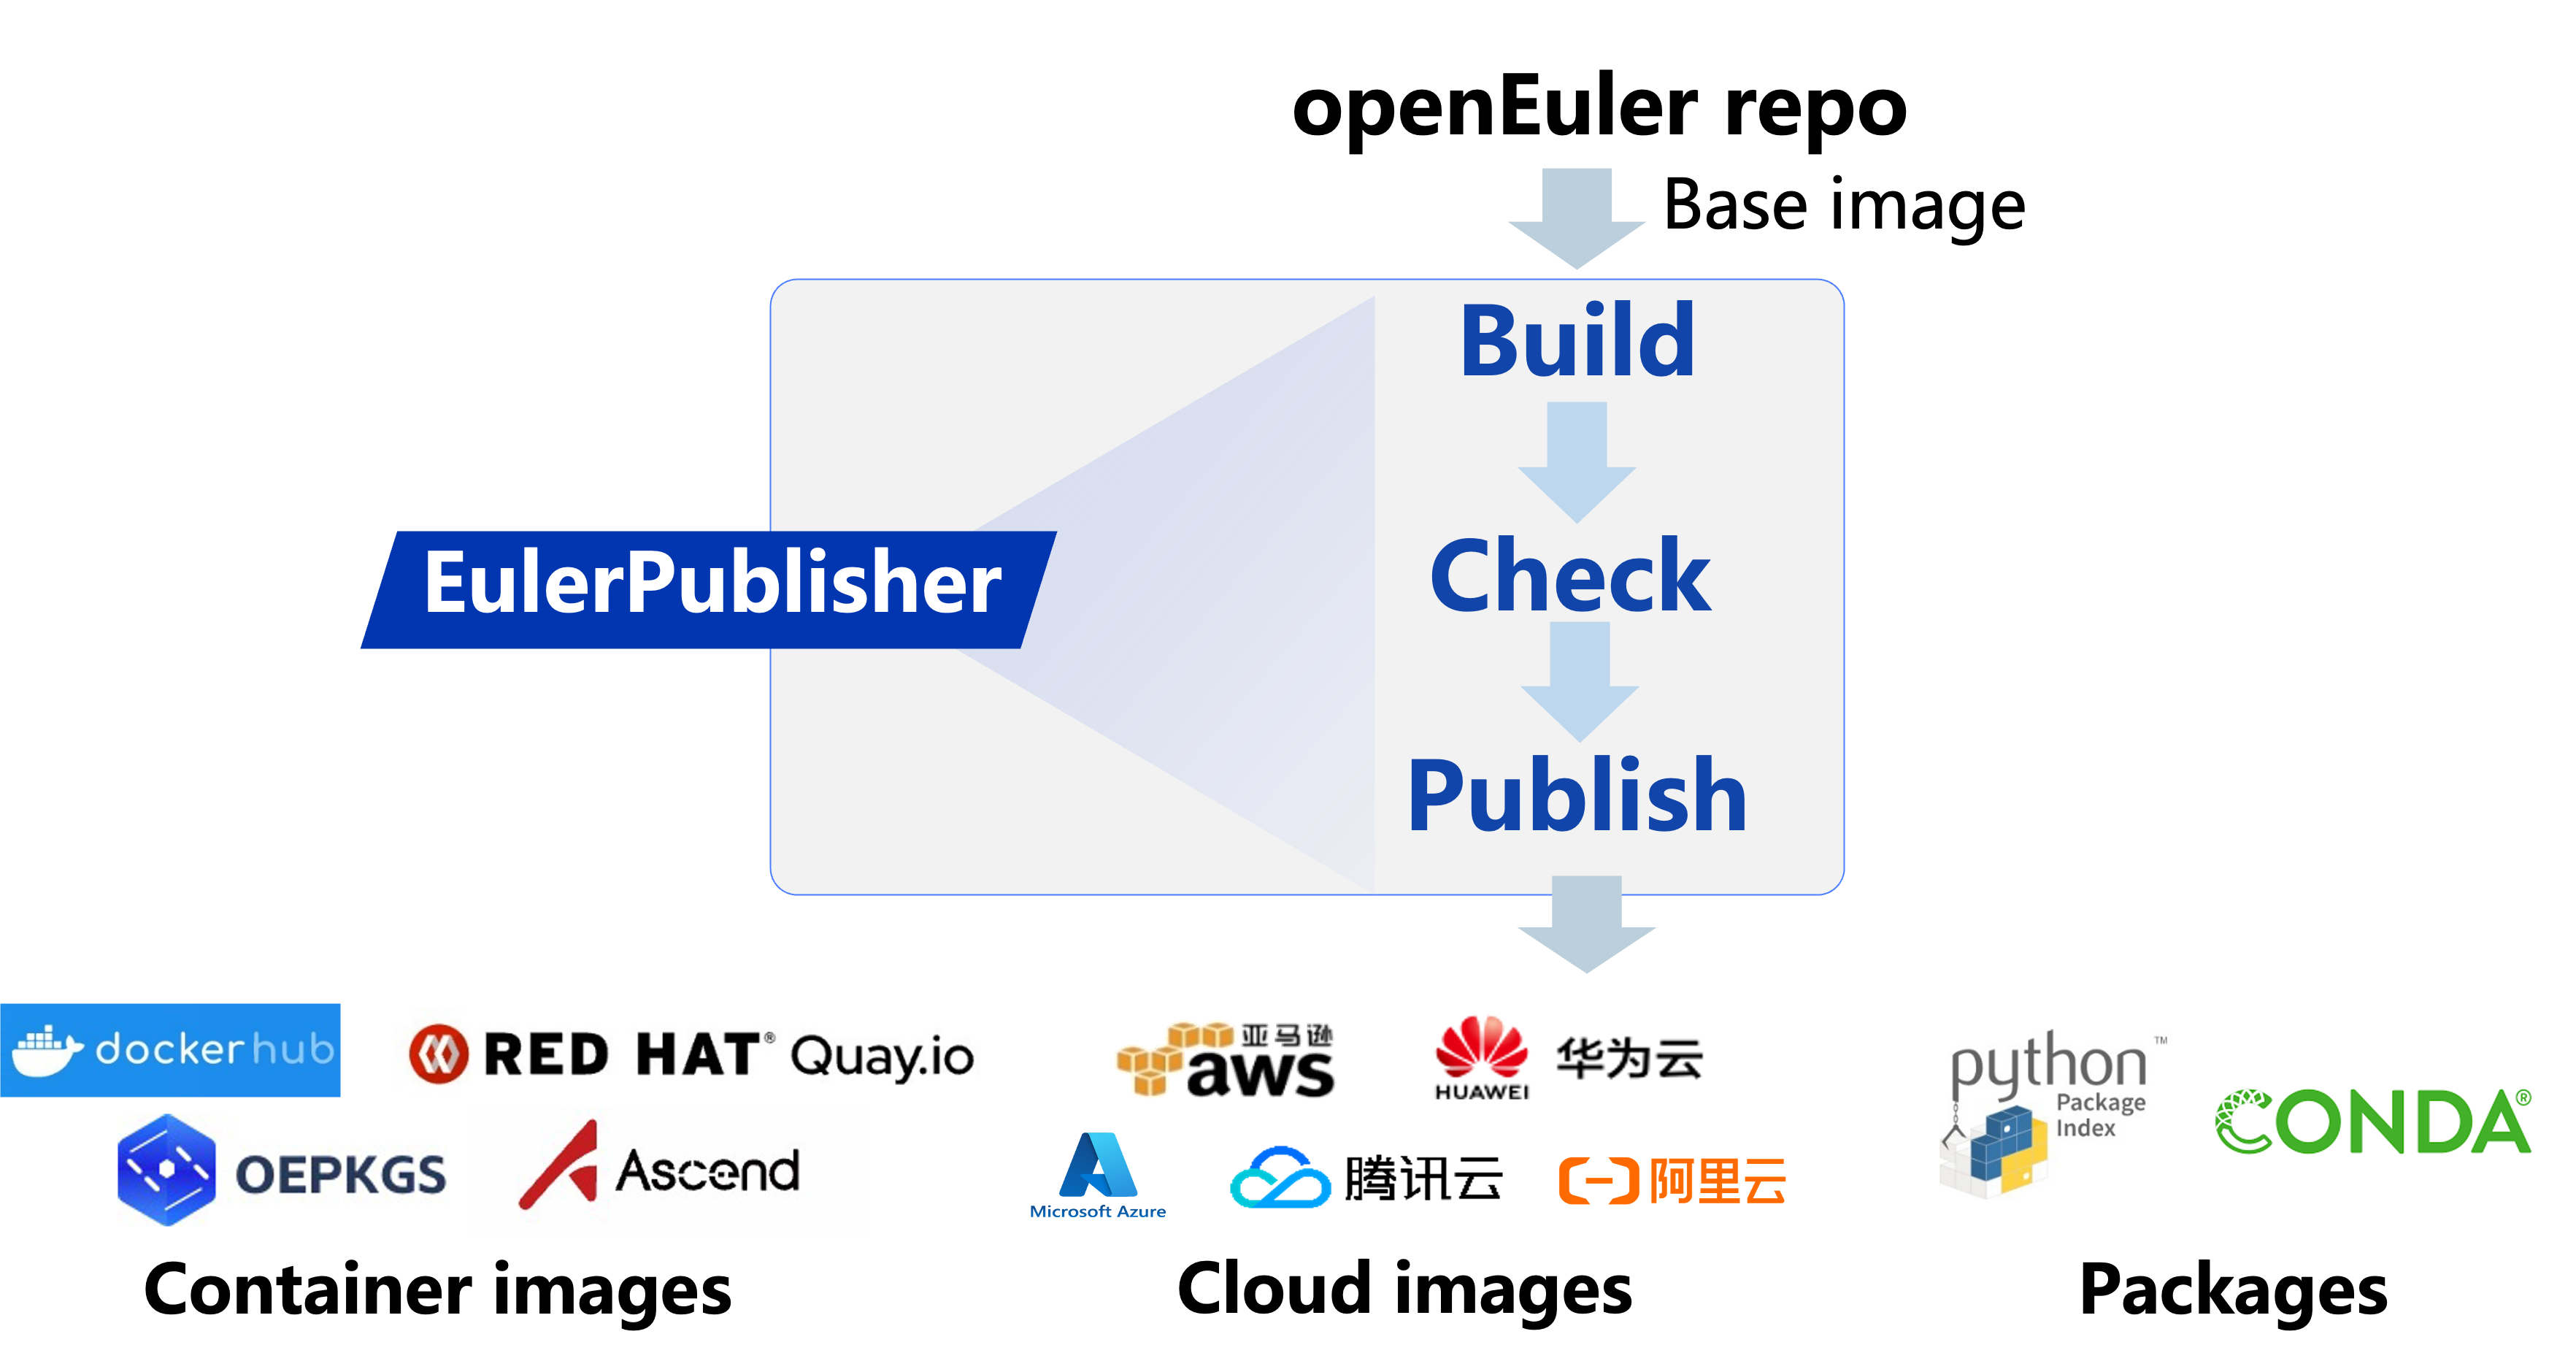 openEuler repo
Base image
Build
Check
EulerPublisher
Publish
dockerhub
RED HAT® Quay.io
亚马逊
aws
HUAWEI
华为云
python™
Package
Index
CONDA®
OEPKGS
Ascend
Microsoft Azure
腾讯云
阿里云
Container images
Cloud images
Packages